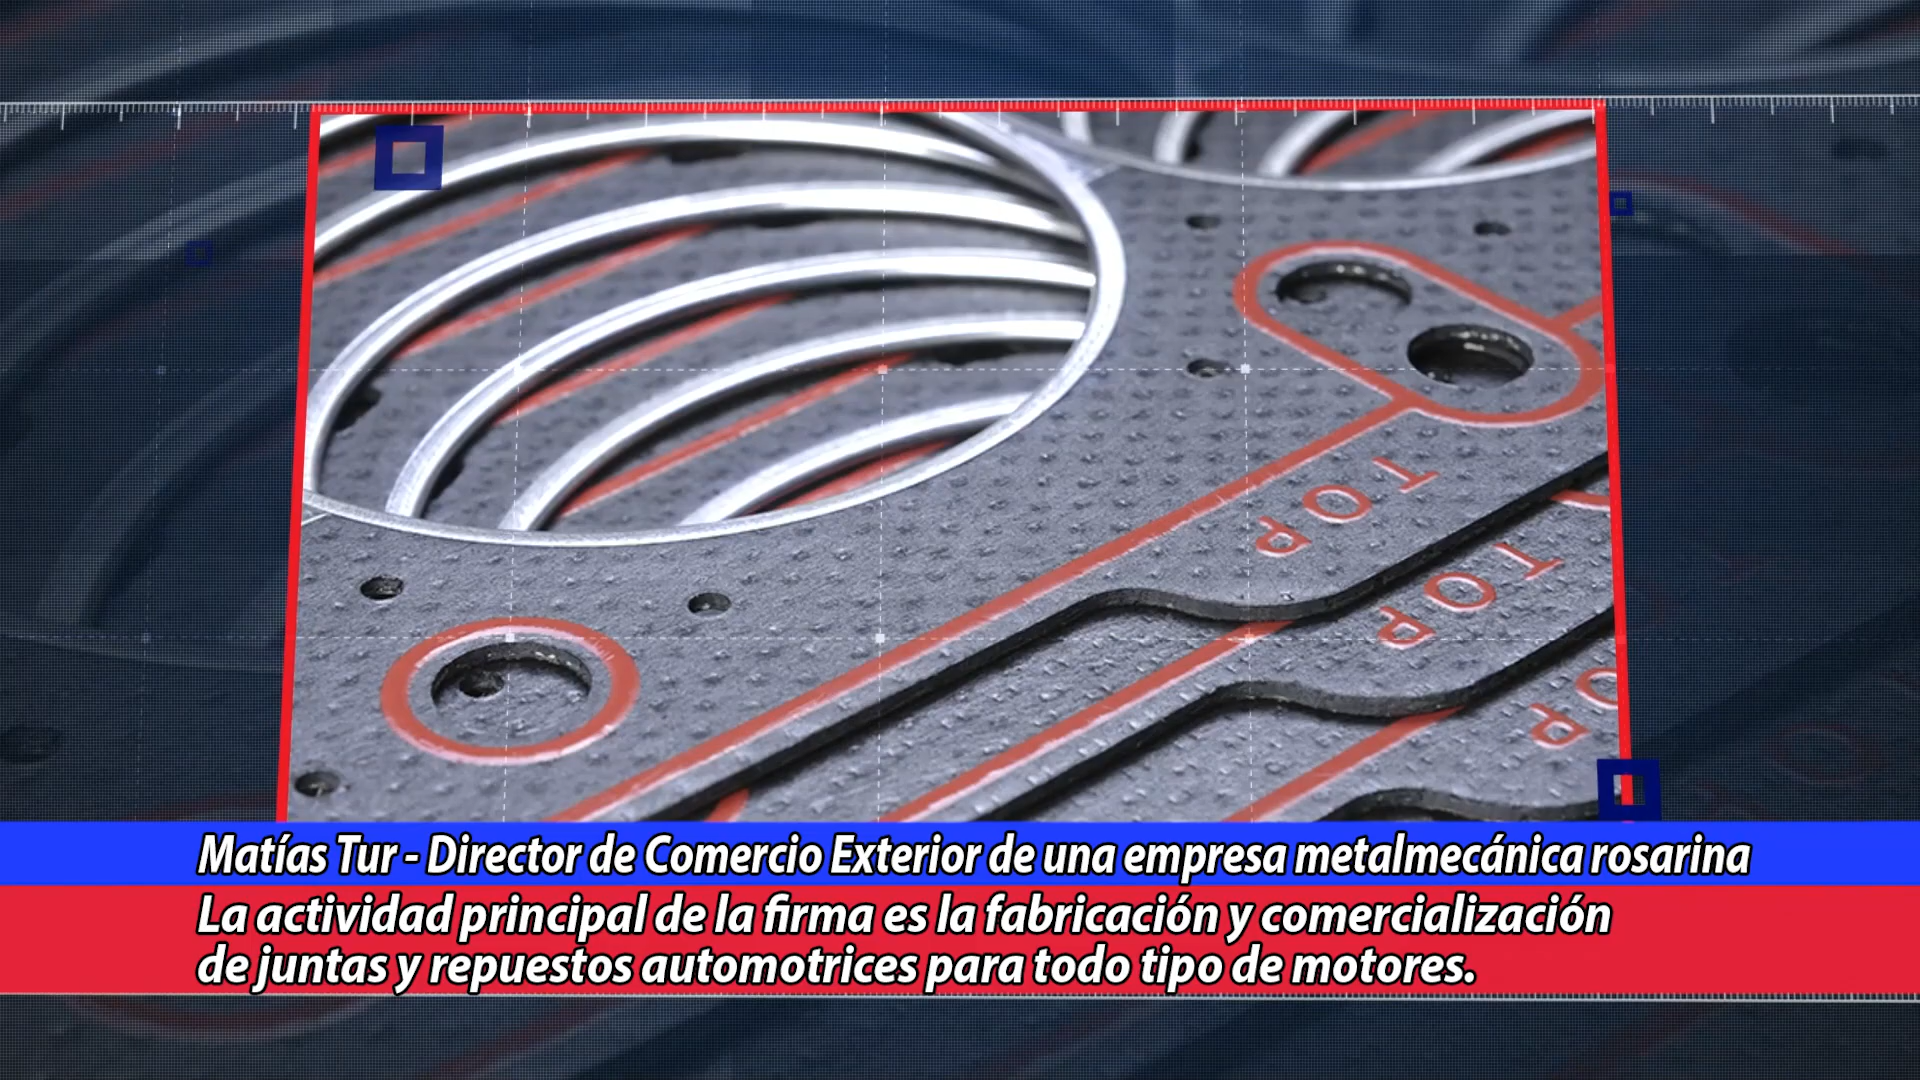 TOP
TOP
OP
Matías Tur - Director de Comercio Exterior de una empresa metalmecánica rosarina
La actividad principal de la firma es la fabricación y comercialización
de juntas y repuestos automotrices para todo tipo de motores.